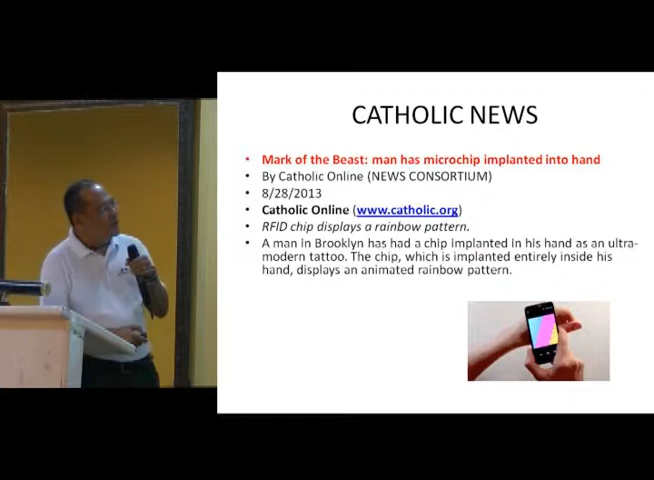 CATHOLIC NEWS
• Mark of the Beast: man has microchip implanted into hand
• By Catholic Online (NEWS CONSORTIUM)
• 8/28/2013
• Catholic Online (www.catholic.org)
• RFID chip displays a rainbow pattern.
• A man in Brooklyn has had a chip implanted in his hand as an ultra-
modern tattoo. The chip, which is implanted entirely inside his
hand, displays an animated rainbow pattern.